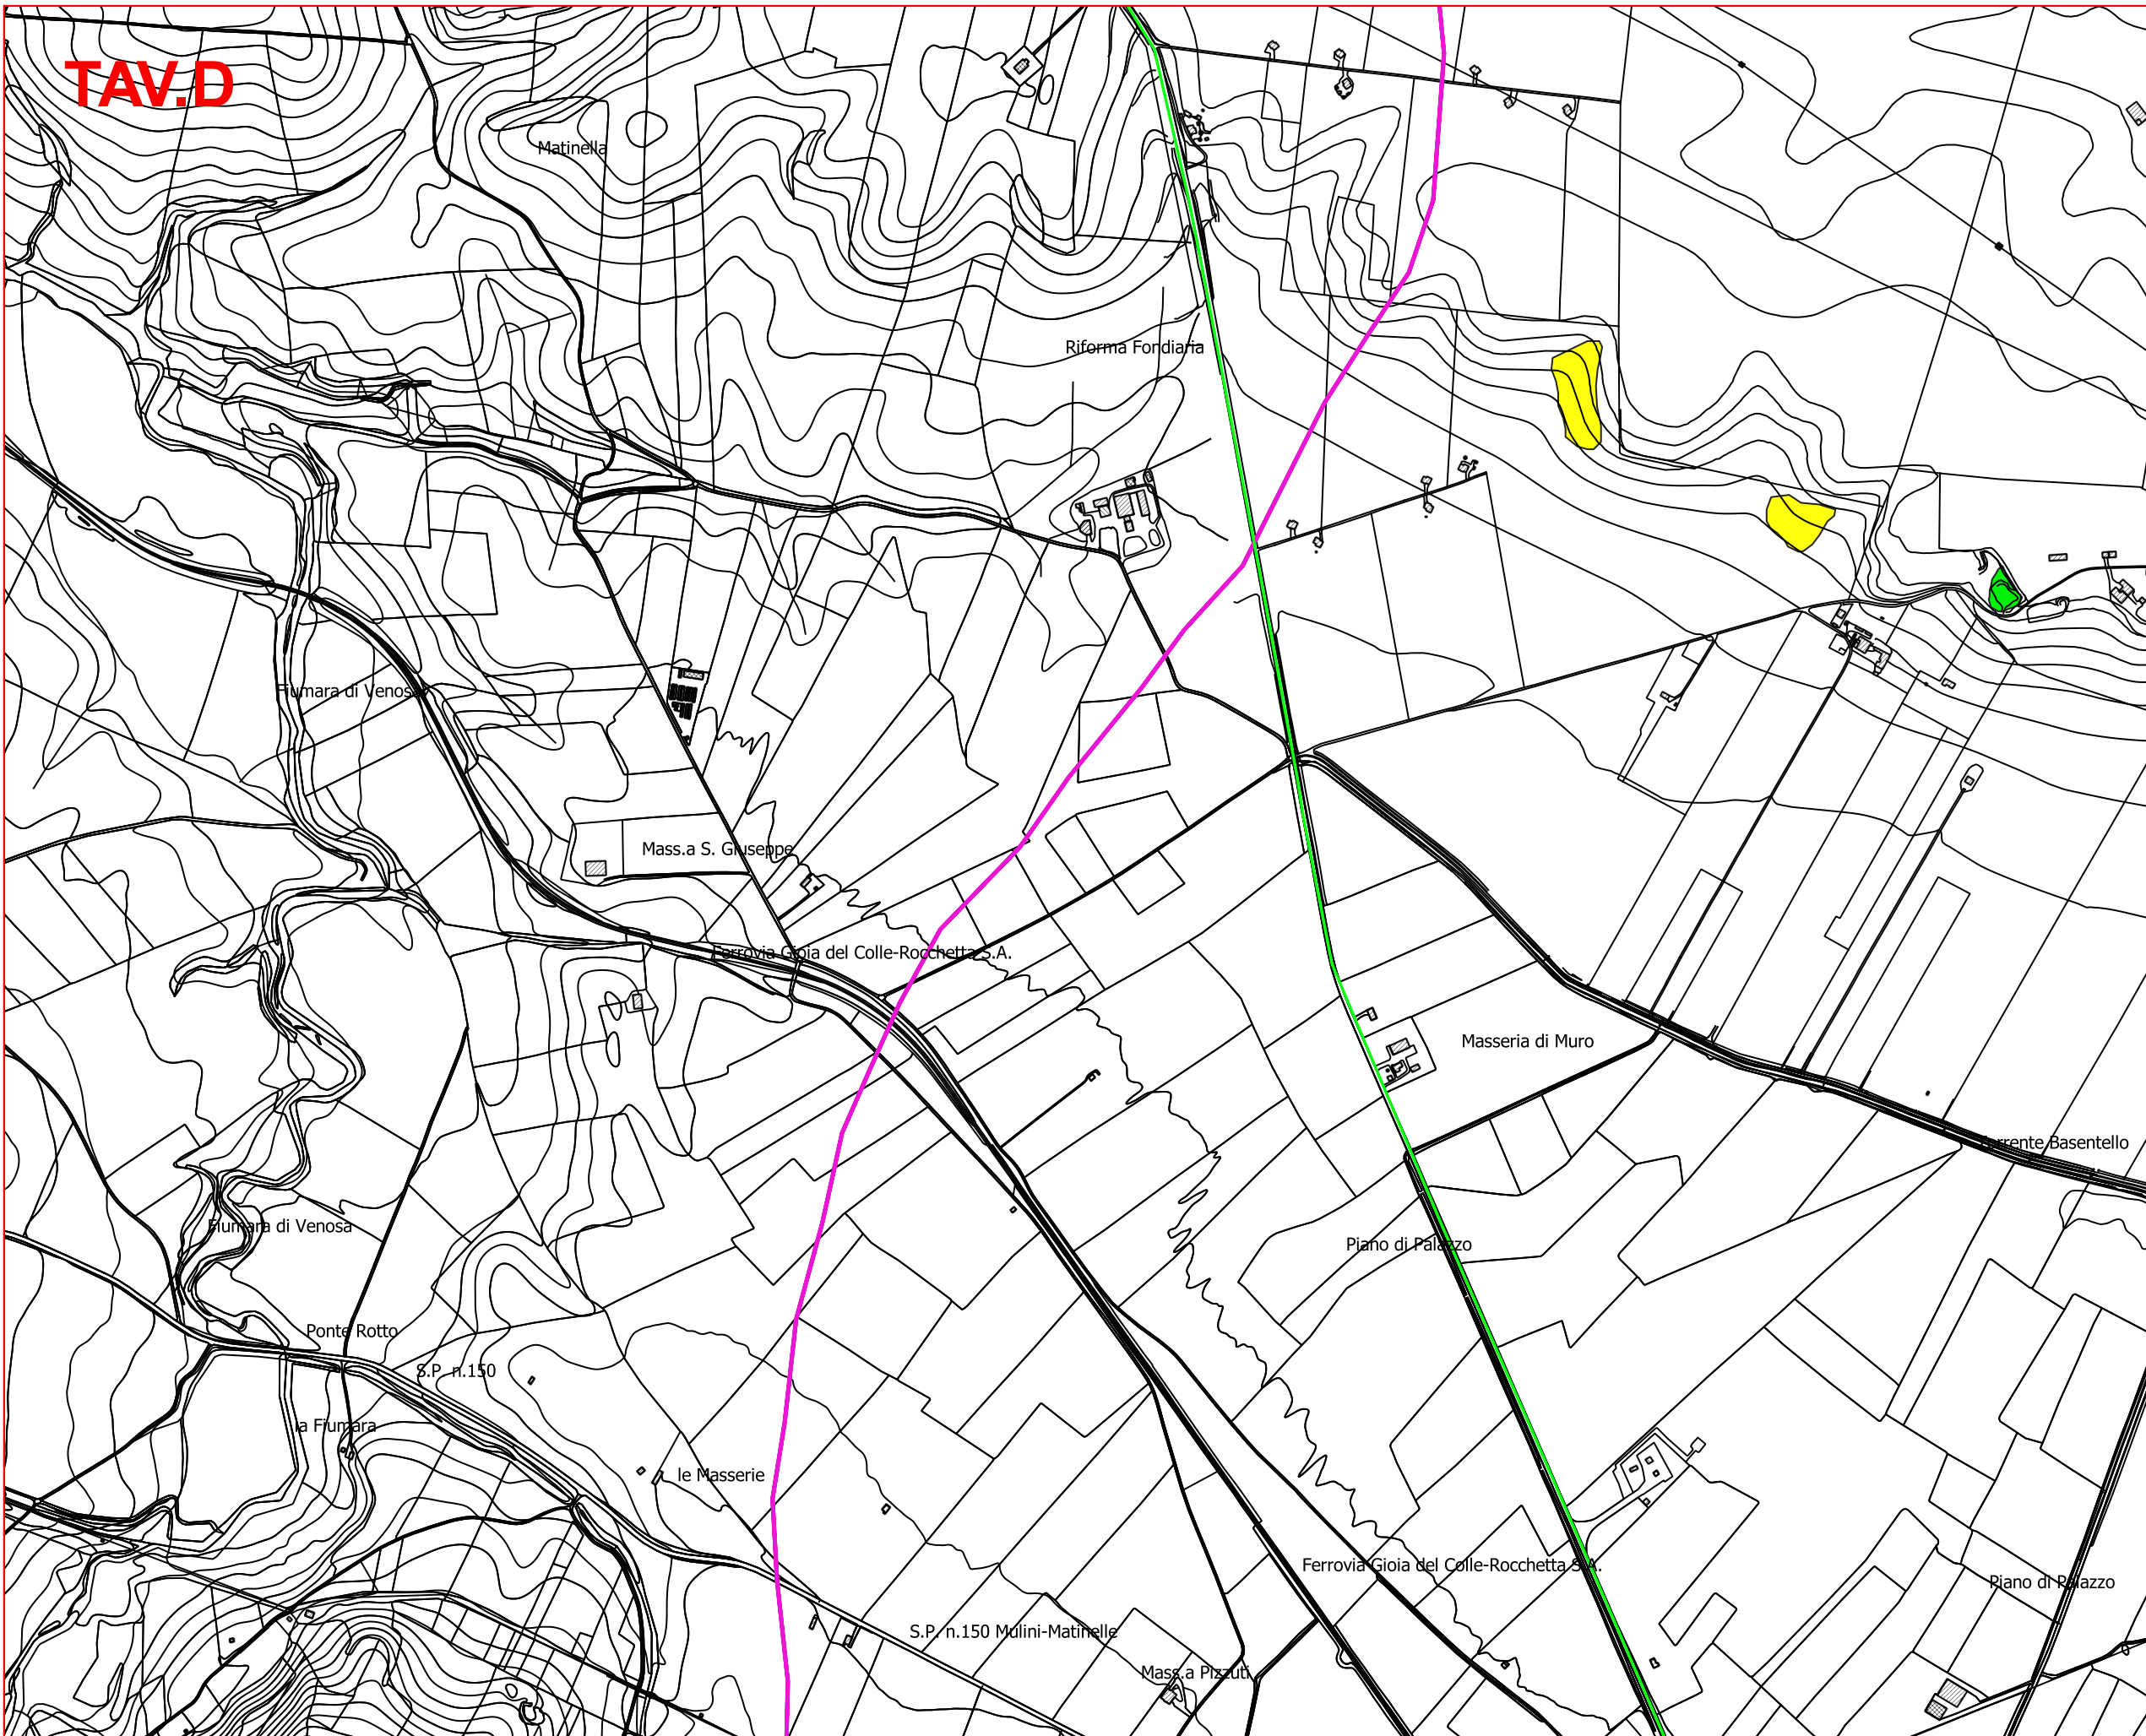 TAV.D
Matinella
Riforma Fondiaria
Fiumara di Venosa
Mass.a S. Giuseppe
Ferrovia Gioia del Colle-Rocchetta S.A.
Masseria di Muro
Torrente Basentello
Fiumara di Venosa
Piano di Palazzo
Ponte Rotto
S.P. n.150
la Fiumara
le Masserie
Ferrovia Gioia del Colle-Rocchetta S.A.
Piano di Palazzo
S.P. n.150 Mulini-Matinelle
Mass.a Pizzuti